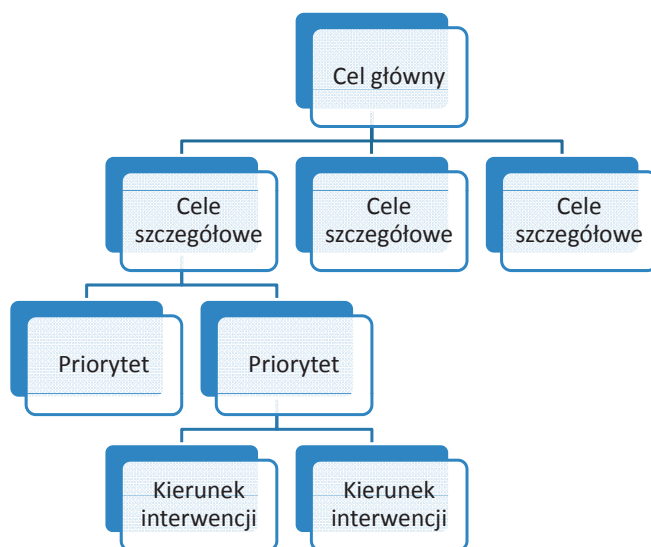 Cel główny
Cele
szczegółowe
Cele
szczegółowe
Cele
szczegółowe
Priorytet
Priorytet
Kierunek
interwencji
Kierunek
interwencji